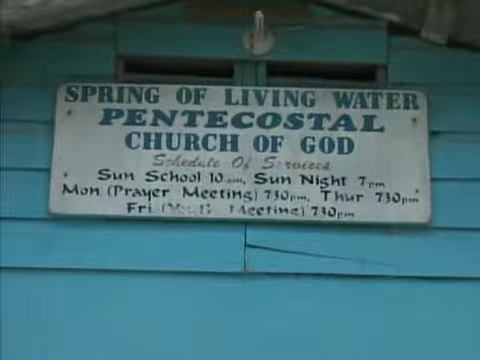 SPRING OF LIVING WATER
PENTECOSTAL
CHURCH OF GOD
Schedule Of Services
Sun School 10am, Sun Night 7pm
Mon (Prayer Meeting) 730pm, Thur 730pm
Fri (Youth Meeting) 730pm